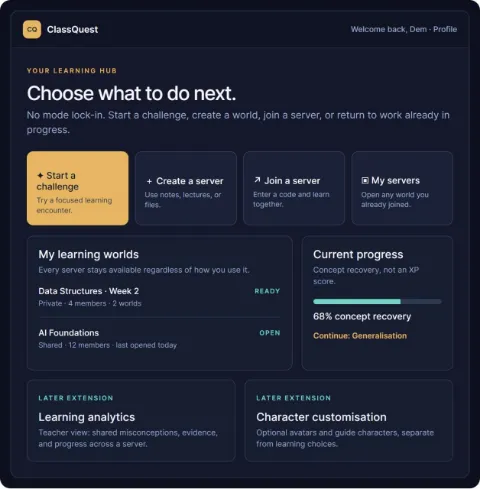 CQ ClassQuest
Welcome back, Dem · Profile
YOUR LEARNING HUB
Choose what to do next.
No mode lock-in. Start a challenge, create a world, join a server, or return to work already in
progress.
✦ Start a
challenge
Try a focused learning
encounter.
+ Create a server
Use notes, lectures, or
files.
↗ Join a server
Enter a code and learn
together.
▣ My servers
Open any world you
already joined.
My learning worlds
Every server stays available regardless of how you use it.
Data Structures · Week 2
READY
Private · 4 members · 2 worlds
AI Foundations
OPEN
Shared · 12 members · last opened today
Current progress
Concept recovery, not an XP
score.
68% concept recovery
Continue: Generalisation
LATER EXTENSION
Learning analytics
Teacher view: shared misconceptions, evidence,
and progress across a server.
LATER EXTENSION
Character customisation
Optional avatars and guide characters, separate
from learning choices.